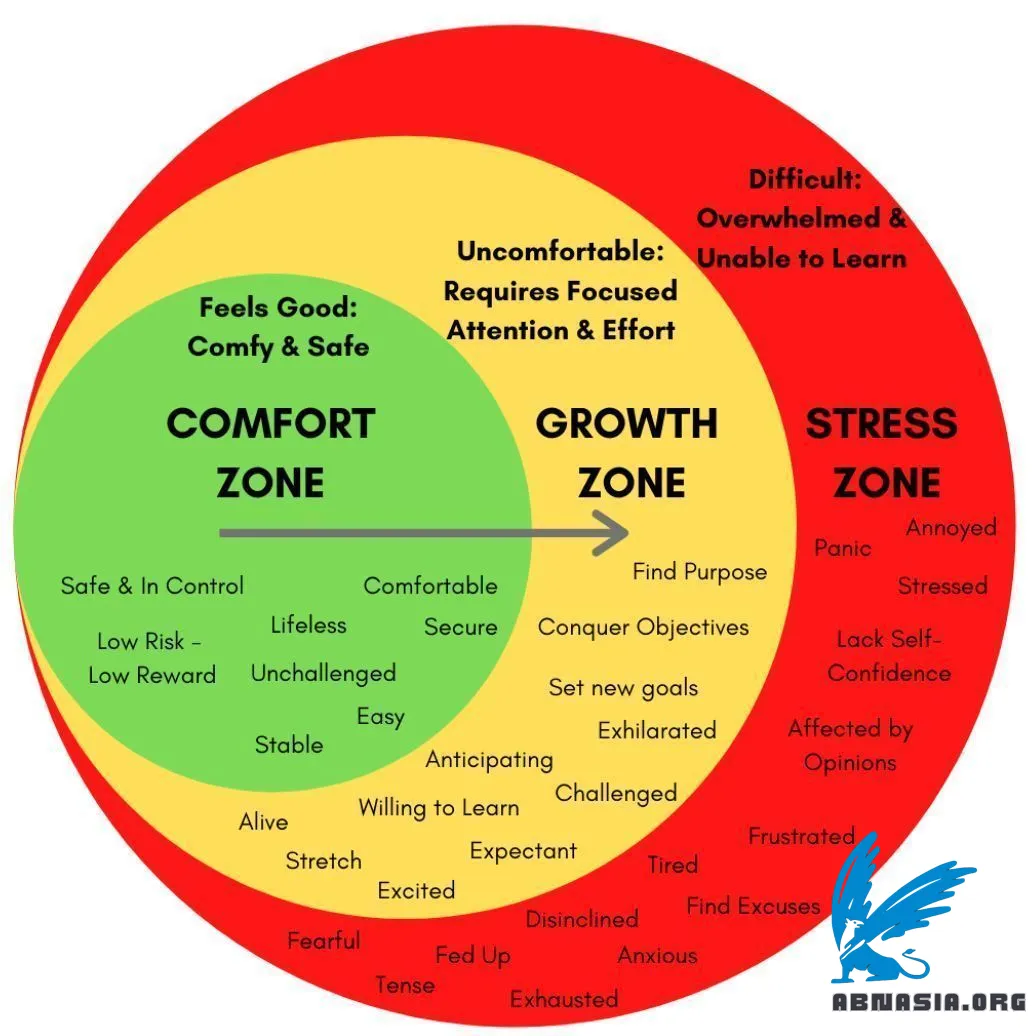 Difficult:
Overwhelmed &
Unable to Learn
Uncomfortable:
Requires Focused
Attention & Effort
Feels Good:
Comfy & Safe
COMFORT
ZONE
GROWTH
ZONE
STRESS
ZONE
Safe & In Control
Comfortable
Lifeless
Secure
Low Risk -
Low Reward
Unchallenged
Easy
Stable
Find Purpose
Conquer Objectives
Set new goals
Exhilarated
Anticipating
Challenged
Willing to Learn
Alive
Expectant
Stretch
Excited
Annoyed
Panic
Stressed
Lack Self-
Confidence
Affected by
Opinions
Frustrated
Tired
Find Excuses
Disinclined
Fearful
Fed Up
Anxious
Tense
Exhausted
ABNASIA.ORG